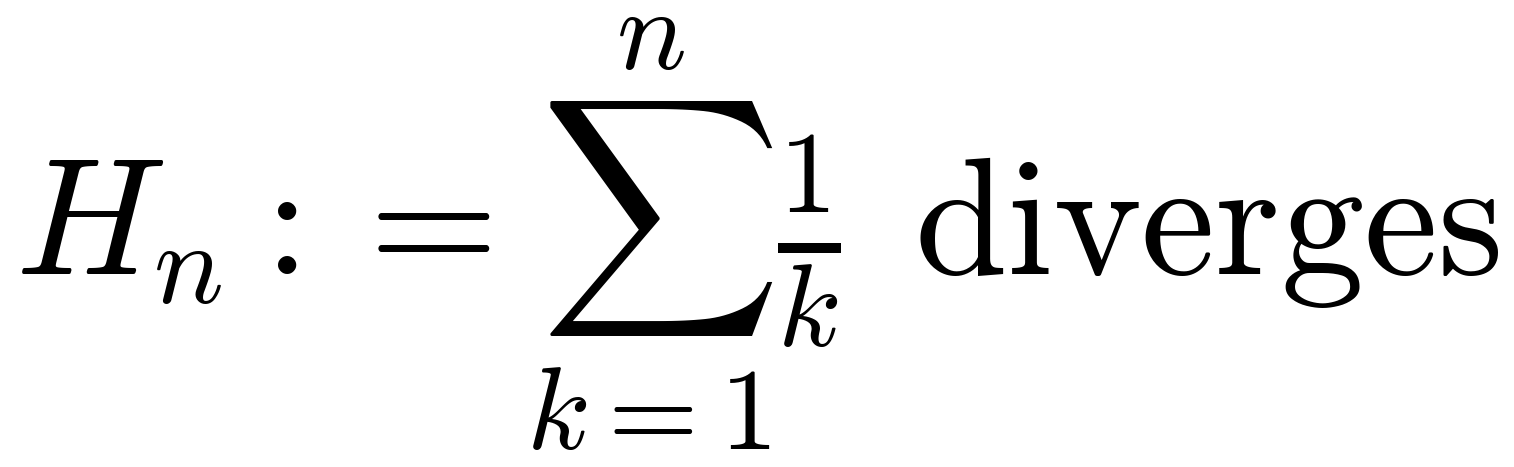 $H_n := \sum_{k=1}^{n} \frac{1}{k}$ diverges